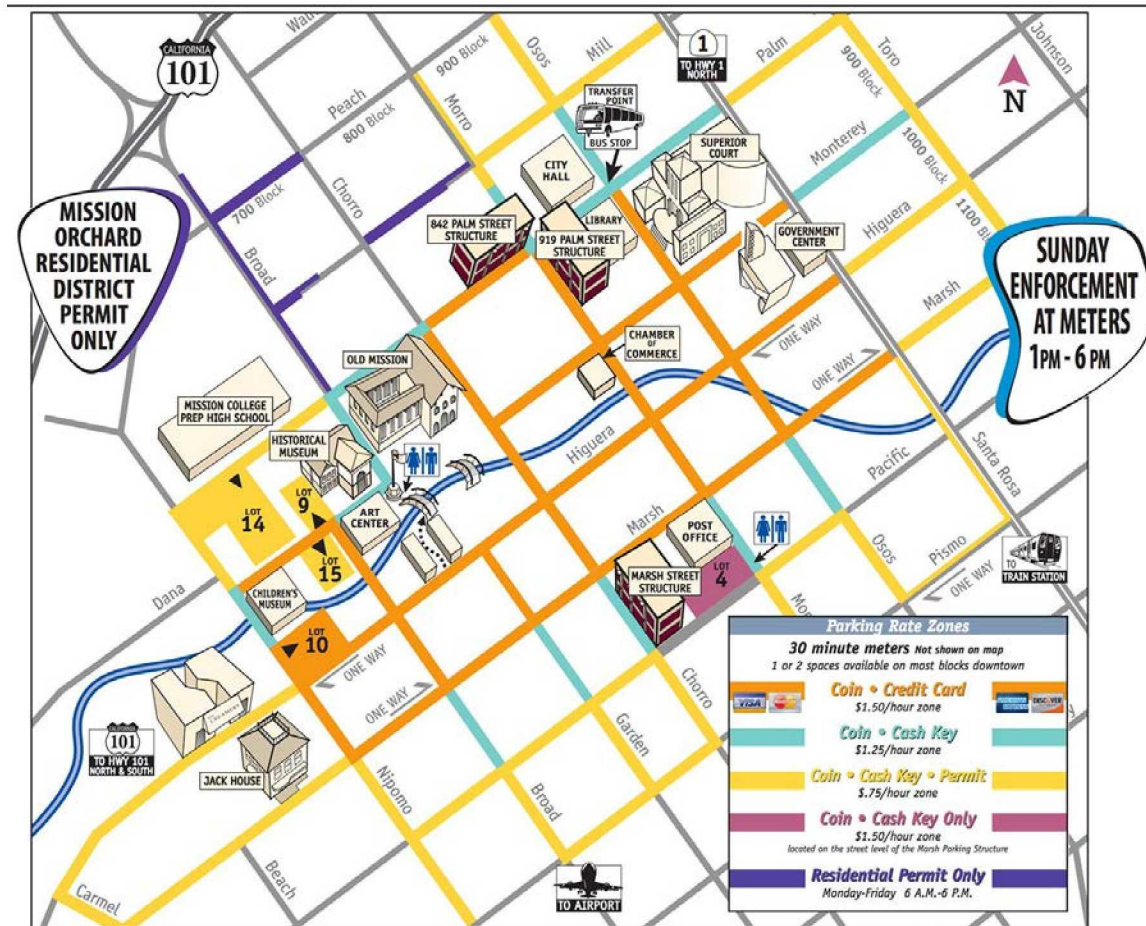 CALIFORNIA
101
MISSION
ORCHARD
RESIDENTIAL
DISTRICT
PERMIT
ONLY
Peach
900 Block
800 Block
700 Block
Osos
Mill
Morro
Chorro
Broad
1
TO HWY 1
NORTH
Palm
900 Block
Toro
Johnson
N
TRANSFER
POINT
BUS STOP
CITY
HALL
SUPERIOR
COURT
Monterey
1000 Block
842 PALM STREET
STRUCTURE
LIBRARY
919 PALM STREET
STRUCTURE
GOVERNMENT
CENTER
Higuera
1100 Block
Marsh
SUNDAY
ENFORCEMENT
AT METERS
1PM - 6 PM
ONE WAY
ONE WAY
CHAMBER
OF
COMMERCE
OLD MISSION
MISSION COLLEGE
PREP HIGH SCHOOL
HISTORICAL
MUSEUM
LOT
14
LOT
9
ART
CENTER
LOT
15
CHILDREN'S
MUSEUM
LOT
10
Higuera
Marsh
POST
OFFICE
MARSH STREET
STRUCTURE
LOT
4
Pacific
Santa Rosa
Osos
Pismo
ONE WAY
TO
TRAIN STATION
Dana
ONE WAY
ONE WAY
CALIFORNIA
101
TO HWY 101
NORTH & SOUTH
JACK HOUSE
Nipomo
Chorro
Garden
Broad
Beach
Carmel
TO AIRPORT
Parking Rate Zones
30 minute meters Not shown on map
1 or 2 spaces available on most blocks downtown
Coin • Credit Card
$1.50/hour zone
VISA
DISCOVER
Coin • Cash Key
$1.25/hour zone
Coin • Cash Key • Permit
$.75/hour zone
Coin • Cash Key Only
$1.50/hour zone
located on the street level of the Marsh Parking Structure
Residential Permit Only
Monday-Friday 6 A.M.-6 P.M.